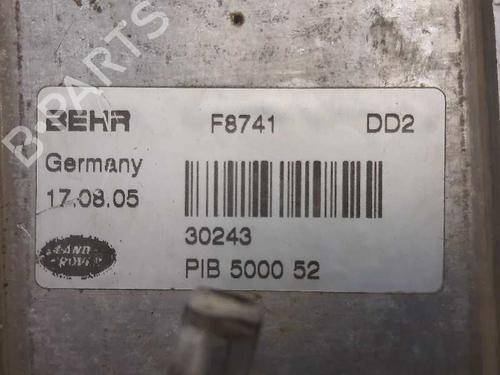 B-PARTS
BEHR F8741 DD2
Germany
17.08.05
30243
LAND
ROVER
PIB 5000 52